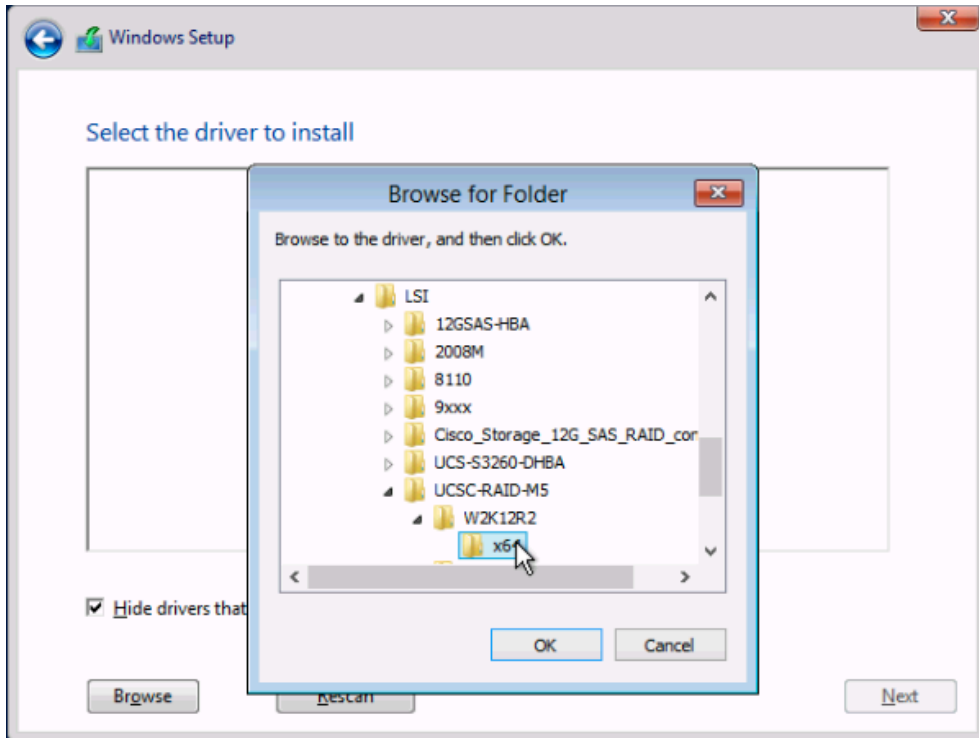 Windows Setup
Select the driver to install
Browse for Folder
Browse to the driver, and then click OK.
LSI
12GSAS-HBA
2008M
8110
9xxx
Cisco_Storage_12G_SAS_RAID_cor
UCS-S3260-DHBA
UCSC-RAID-M5
W2K12R2
x64
Hide drivers that
OK Cancel
Browse Rescan Next